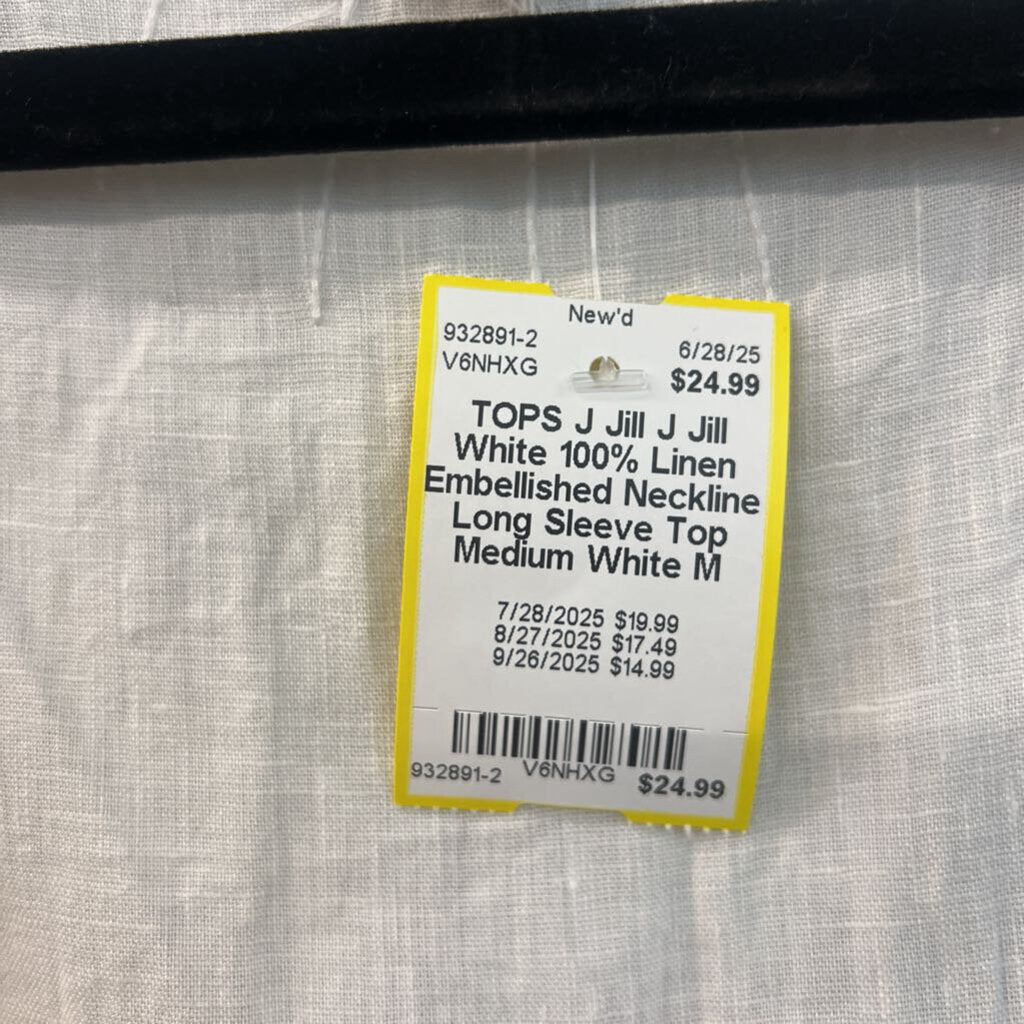 New'd
932891-2 6/28/25
V6NHXG $24.99
TOPS J Jill J Jill
White 100% Linen
Embellished Neckline
Long Sleeve Top
Medium White M
7/28/2025 $19.99
8/27/2025 $17.49
9/26/2025 $14.99
932891-2 V6NHXG $24.99